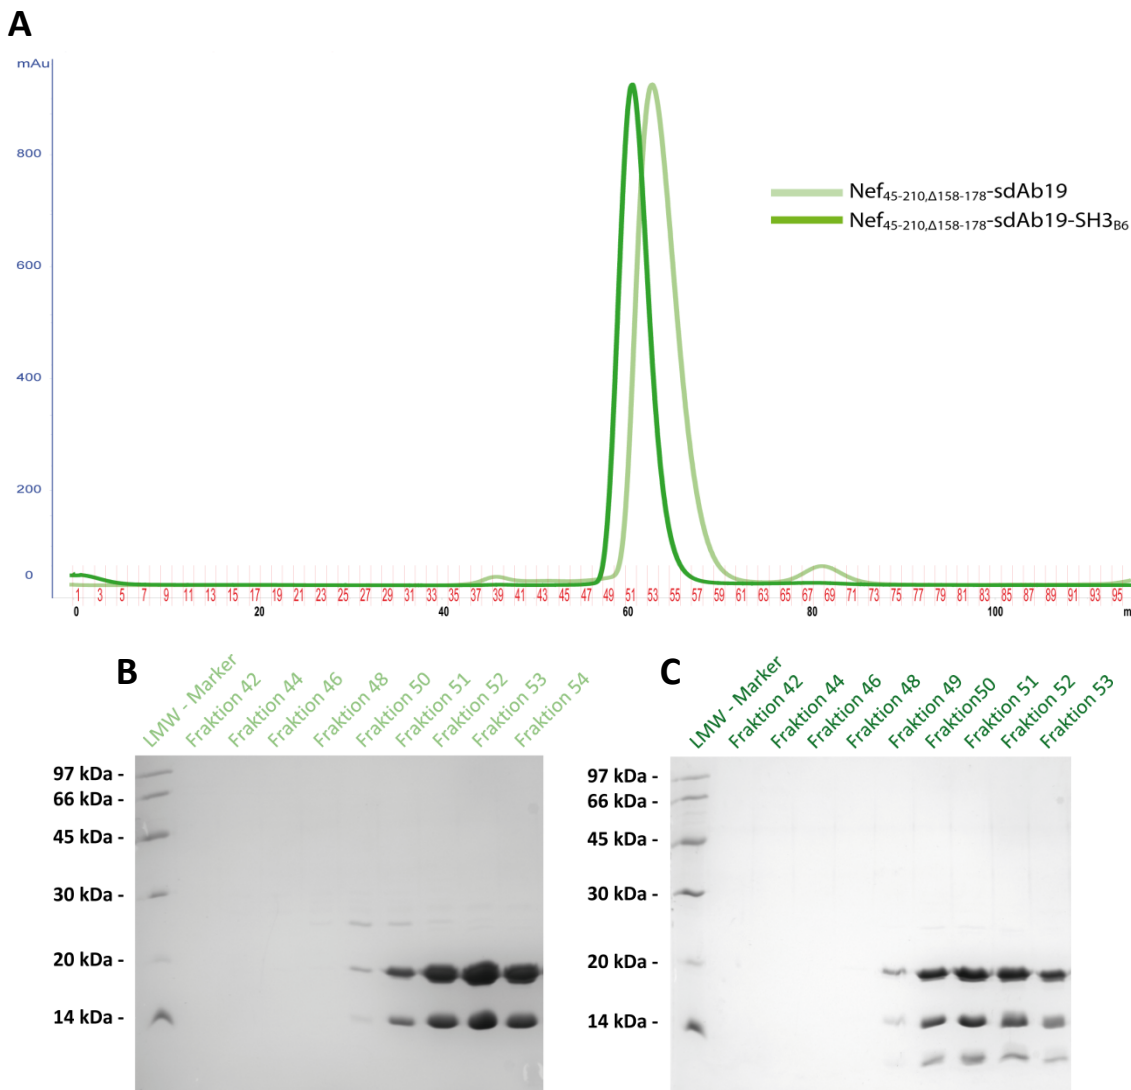 A
mAu
800
600
400
200
0
Nef45-210,Δ158-178-sdAb19
Nef45-210,Δ158-178-sdAb19-SH3B6
1 3 5 7 9 11 13 15 17 19 21 23 25 27 29 31 33 35 37 39 41 43 45 47 49 51 53 55 57 59 61 63 65 67 69 71 73 75 77 79 81 83 85 87 89 91 93 95
0 20 40 60 80 100 m
B
LMW - Marker
Fraktion 42
Fraktion 44
Fraktion 46
Fraktion 48
Fraktion 50
Fraktion 51
Fraktion 52
Fraktion 53
Fraktion 54
97 kDa -
66 kDa -
45 kDa -
30 kDa -
20 kDa -
14 kDa -
C
LMW - Marker
Fraktion 42
Fraktion 44
Fraktion 46
Fraktion 48
Fraktion 49
Fraktion50
Fraktion 51
Fraktion 52
Fraktion 53
97 kDa -
66 kDa -
45 kDa -
30 kDa -
20 kDa -
14 kDa -